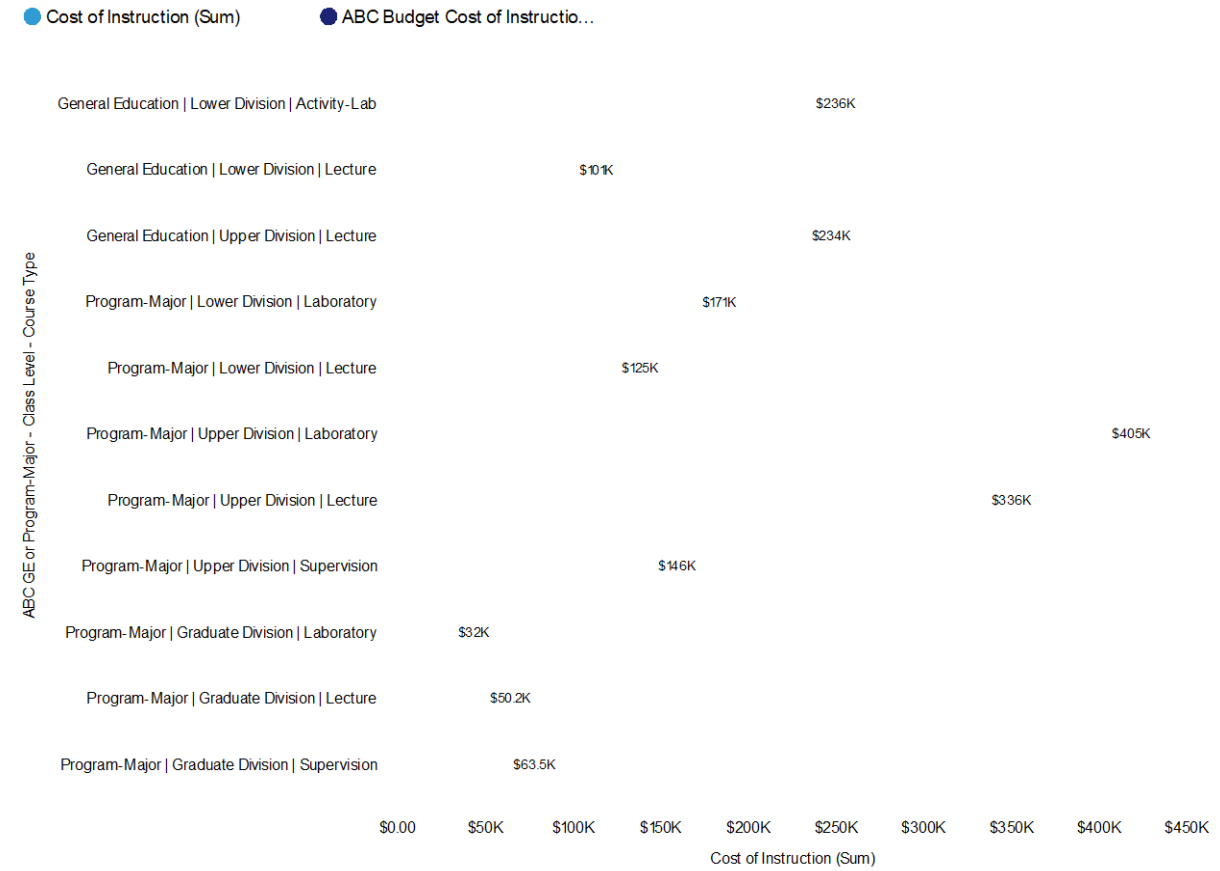 Cost of Instruction (Sum)
ABC Budget Cost of Instructio...
General Education | Lower Division | Activity-Lab
$236K
General Education | Lower Division | Lecture
$101K
General Education | Upper Division | Lecture
$234K
Program-Major | Lower Division | Laboratory
$171K
Program-Major | Lower Division | Lecture
$125K
Program-Major | Upper Division | Laboratory
$405K
Program-Major | Upper Division | Lecture
$336K
Program-Major | Upper Division | Supervision
$146K
Program-Major | Graduate Division | Laboratory
$32K
Program-Major | Graduate Division | Lecture
$50.2K
Program-Major | Graduate Division | Supervision
$63.5K
ABC GE or Program-Major - Class Level - Course Type
$0.00 $50K $100K $150K $200K $250K $300K $350K $400K $450K
Cost of Instruction (Sum)